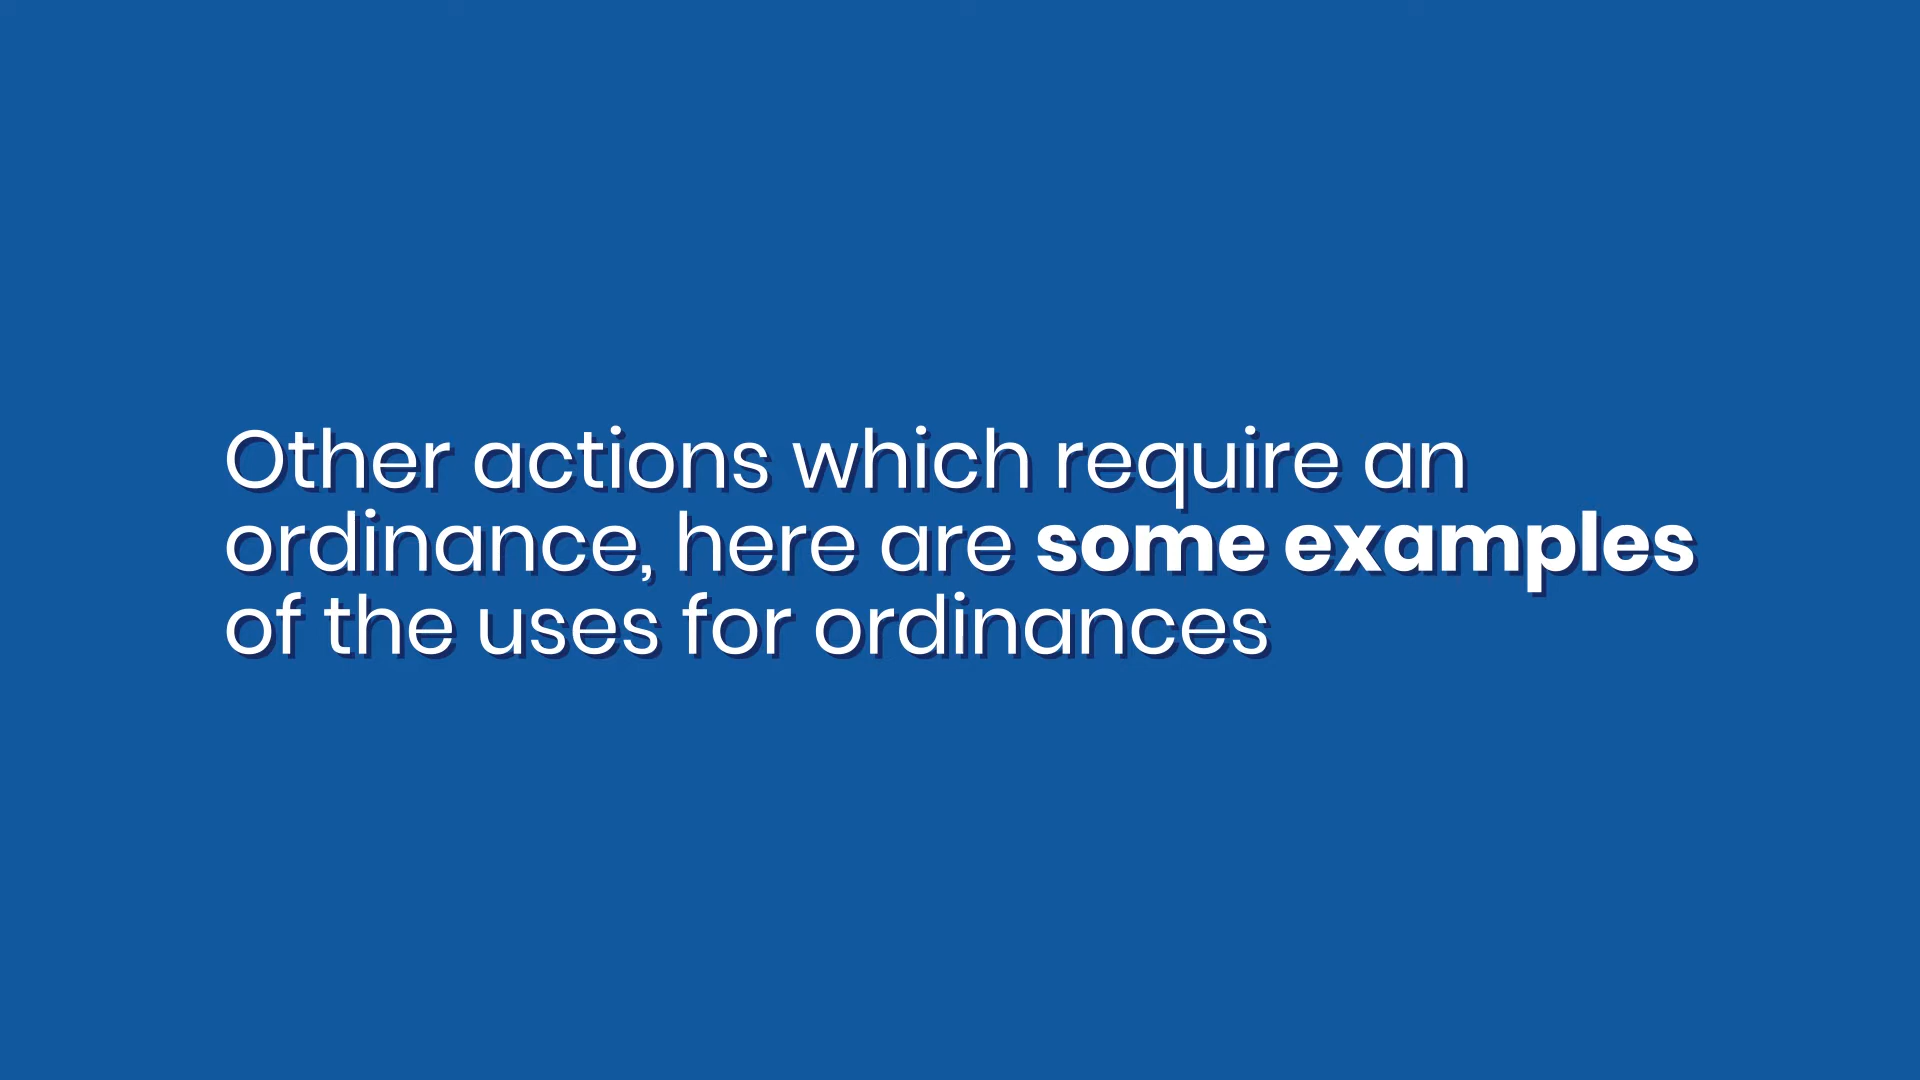 Other actions which require an
ordinance, here are some examples
of the uses for ordinances